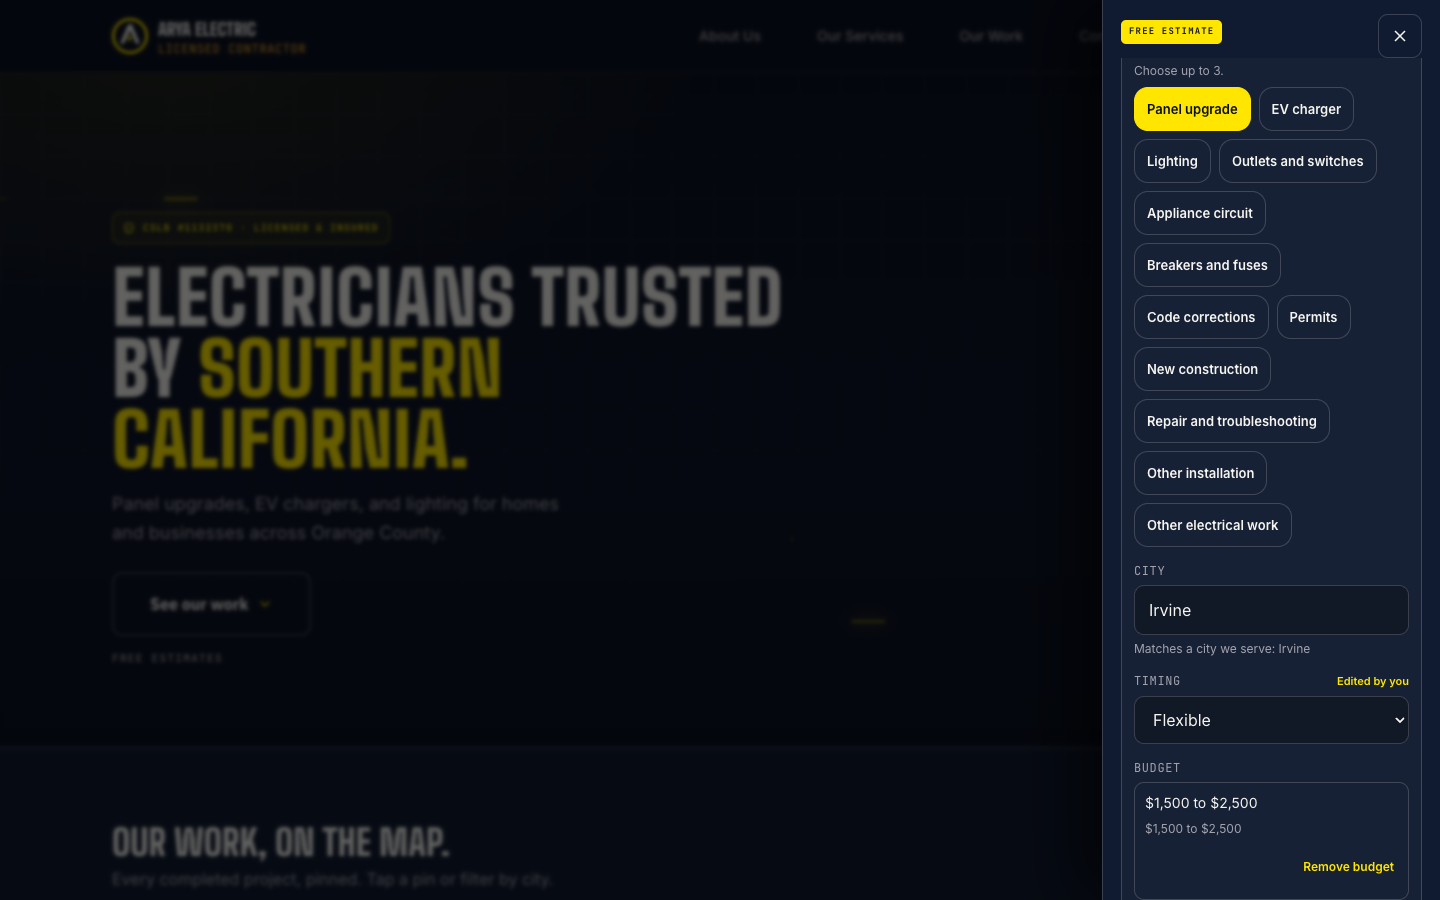 ARYA ELECTRIC
LICENSED CONTRACTOR
About Us
Our Services
Our Work
LICENSED & INSURED
ELECTRICIANS TRUSTED
BY SOUTHERN
CALIFORNIA.
Panel upgrades, EV chargers, and lighting for homes
and businesses across Orange County.
See our work
FREE ESTIMATES
OUR WORK, ON THE MAP.
Every completed project, pinned. Tap a pin or filter by city.
FREE ESTIMATE
Choose up to 3.
Panel upgrade
EV charger
Lighting
Outlets and switches
Appliance circuit
Breakers and fuses
Code corrections
Permits
New construction
Repair and troubleshooting
Other installation
Other electrical work
CITY
Irvine
Matches a city we serve: Irvine
TIMING
Edited by you
Flexible
BUDGET
$1,500 to $2,500
$1,500 to $2,500
Remove budget